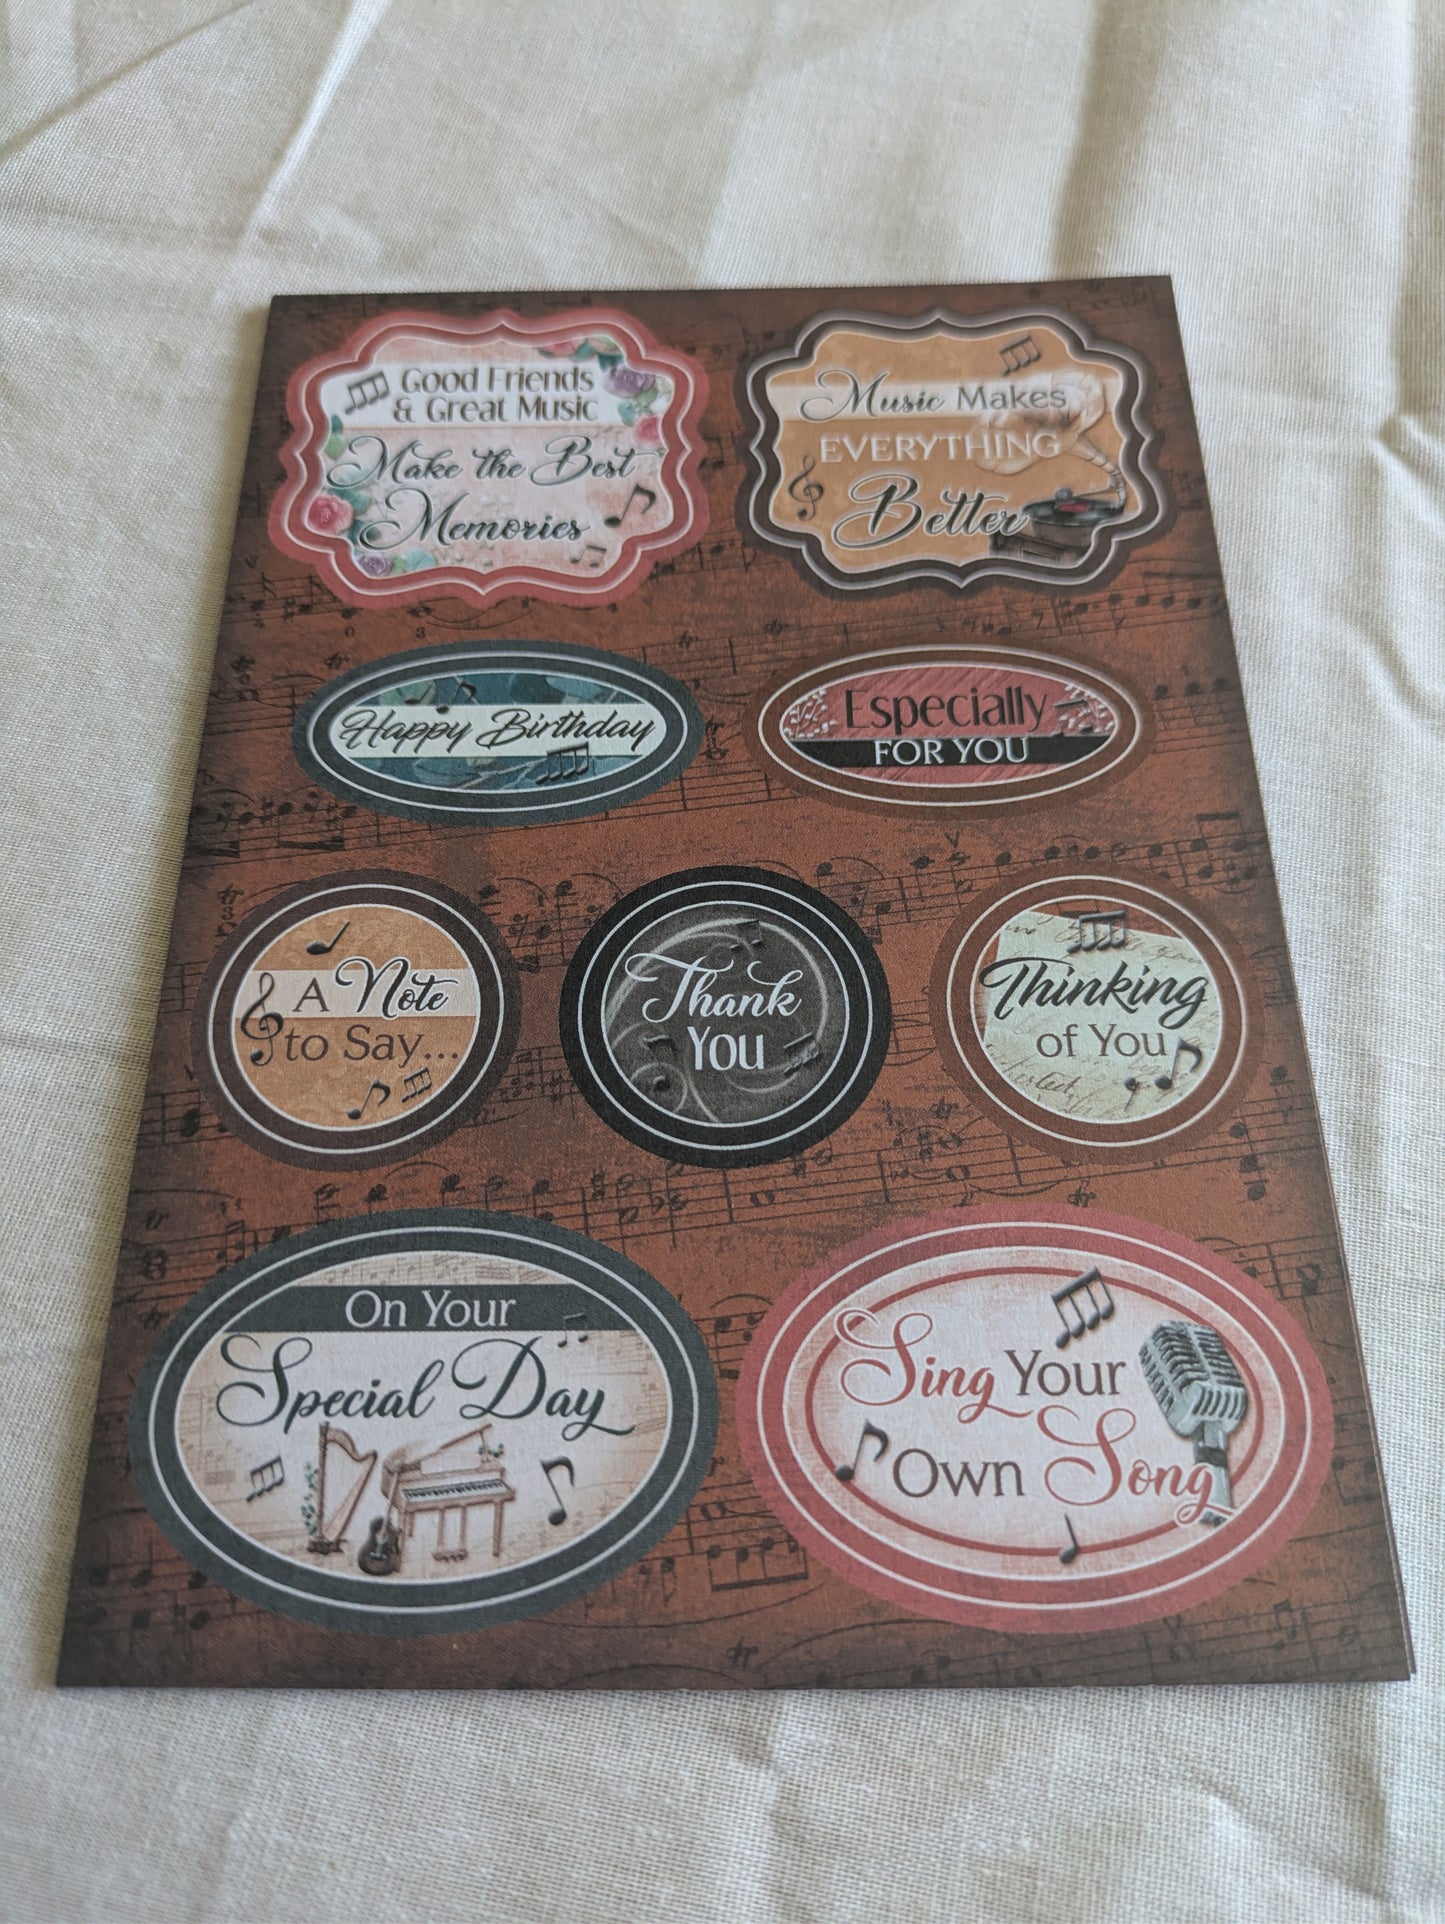 Good Friends
& Great Music
Make the Best
Memories
Music Makes
EVERYTHING
Better
Happy Birthday
Especially
FOR YOU
A Note
to Say...
Thank
YOU
Thinking
of You
On Your
Special Day
Sing Your
Own Song